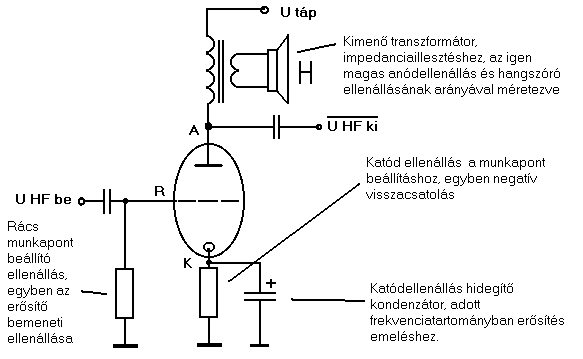 U táp
Kimenő transzformátor,
impedanciaillesztéshez, az igen
magas anódellenállás és hangszóró
ellenállásának arányával méretezve
H
A
U HF ki
Katód ellenállás a munkapont
beállításhoz, egyben negatív
visszacsatolás
U HF be
R
Rács
munkapont
beállító
ellenállás,
egyben az
erősítő
bemeneti
ellenállása
K
+
Katódellenállás hidegítő
kondenzátor, adott
frekvenciatartományban erősítés
emeléshez.